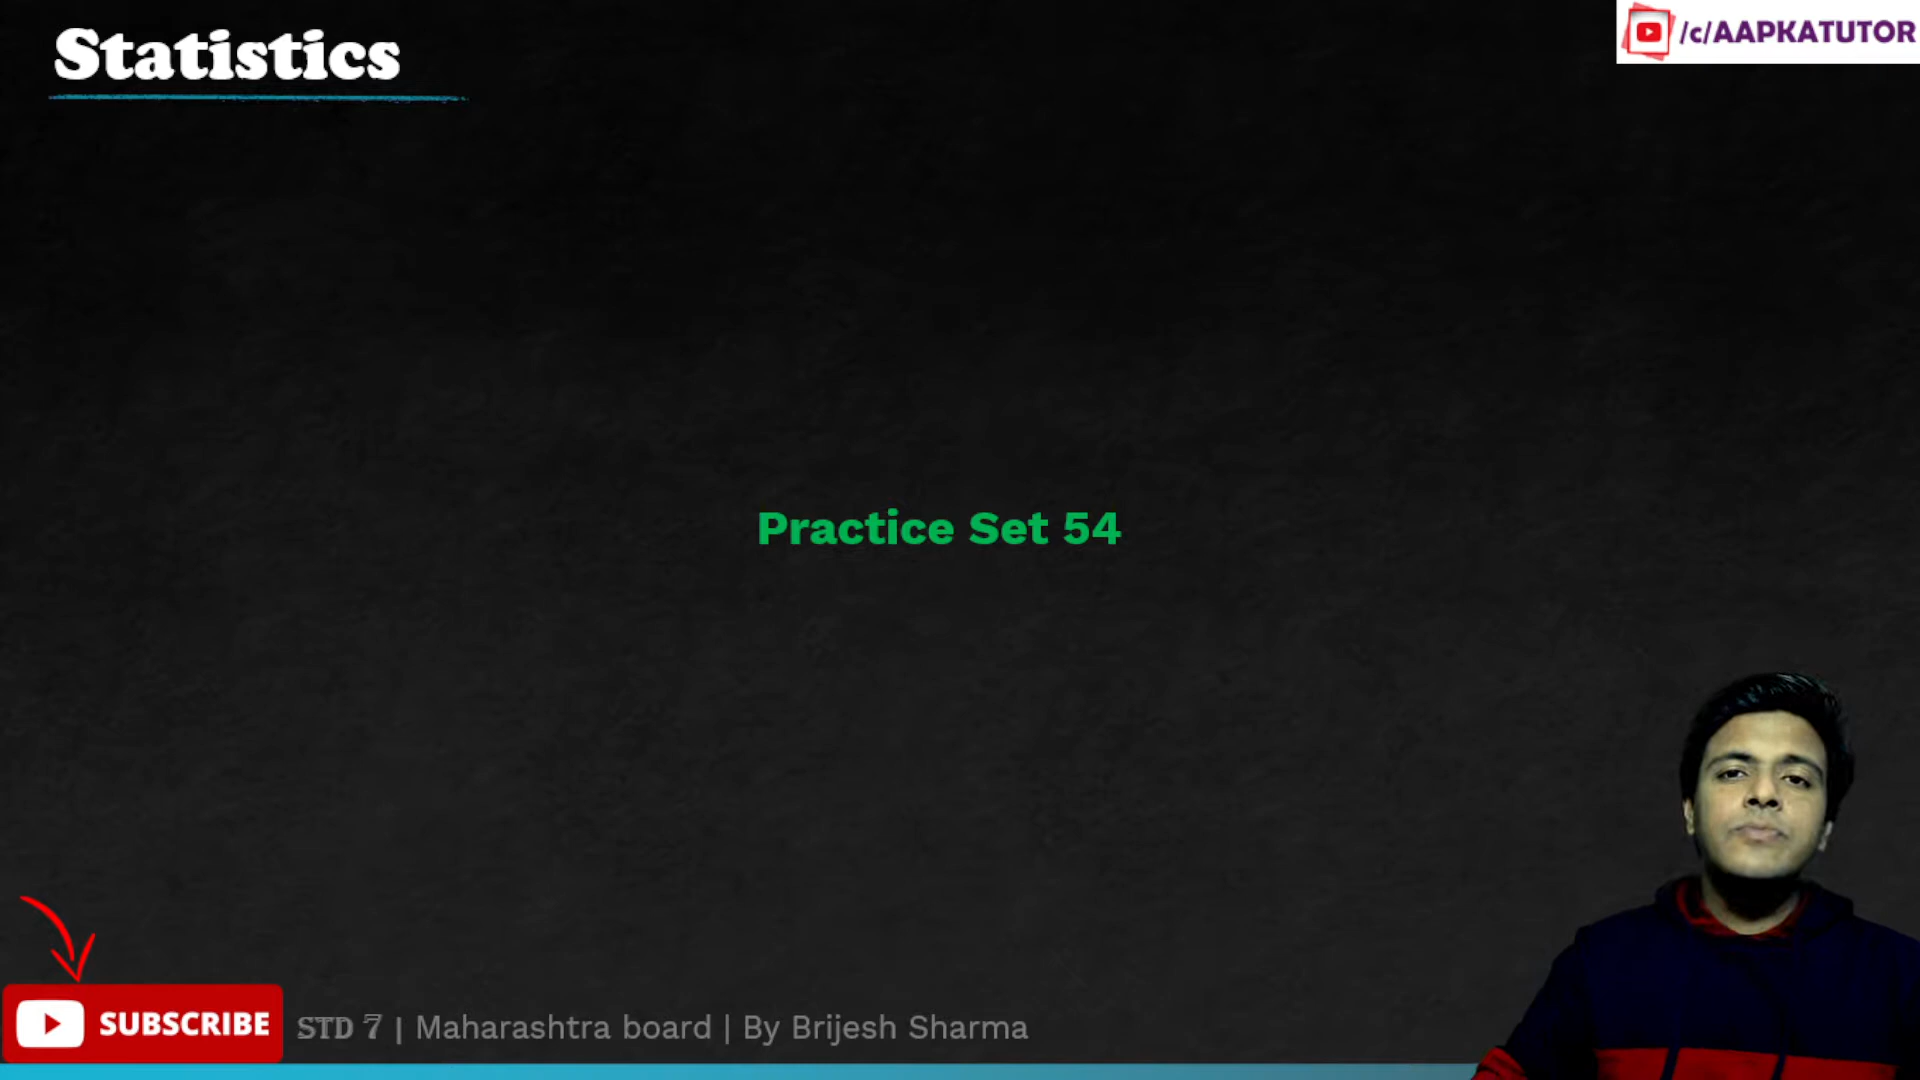 Statistics
/c/AAPKATUTOR
Practice Set 54
SUBSCRIBE
STD 7 | Maharashtra board | By Brijesh Sharma